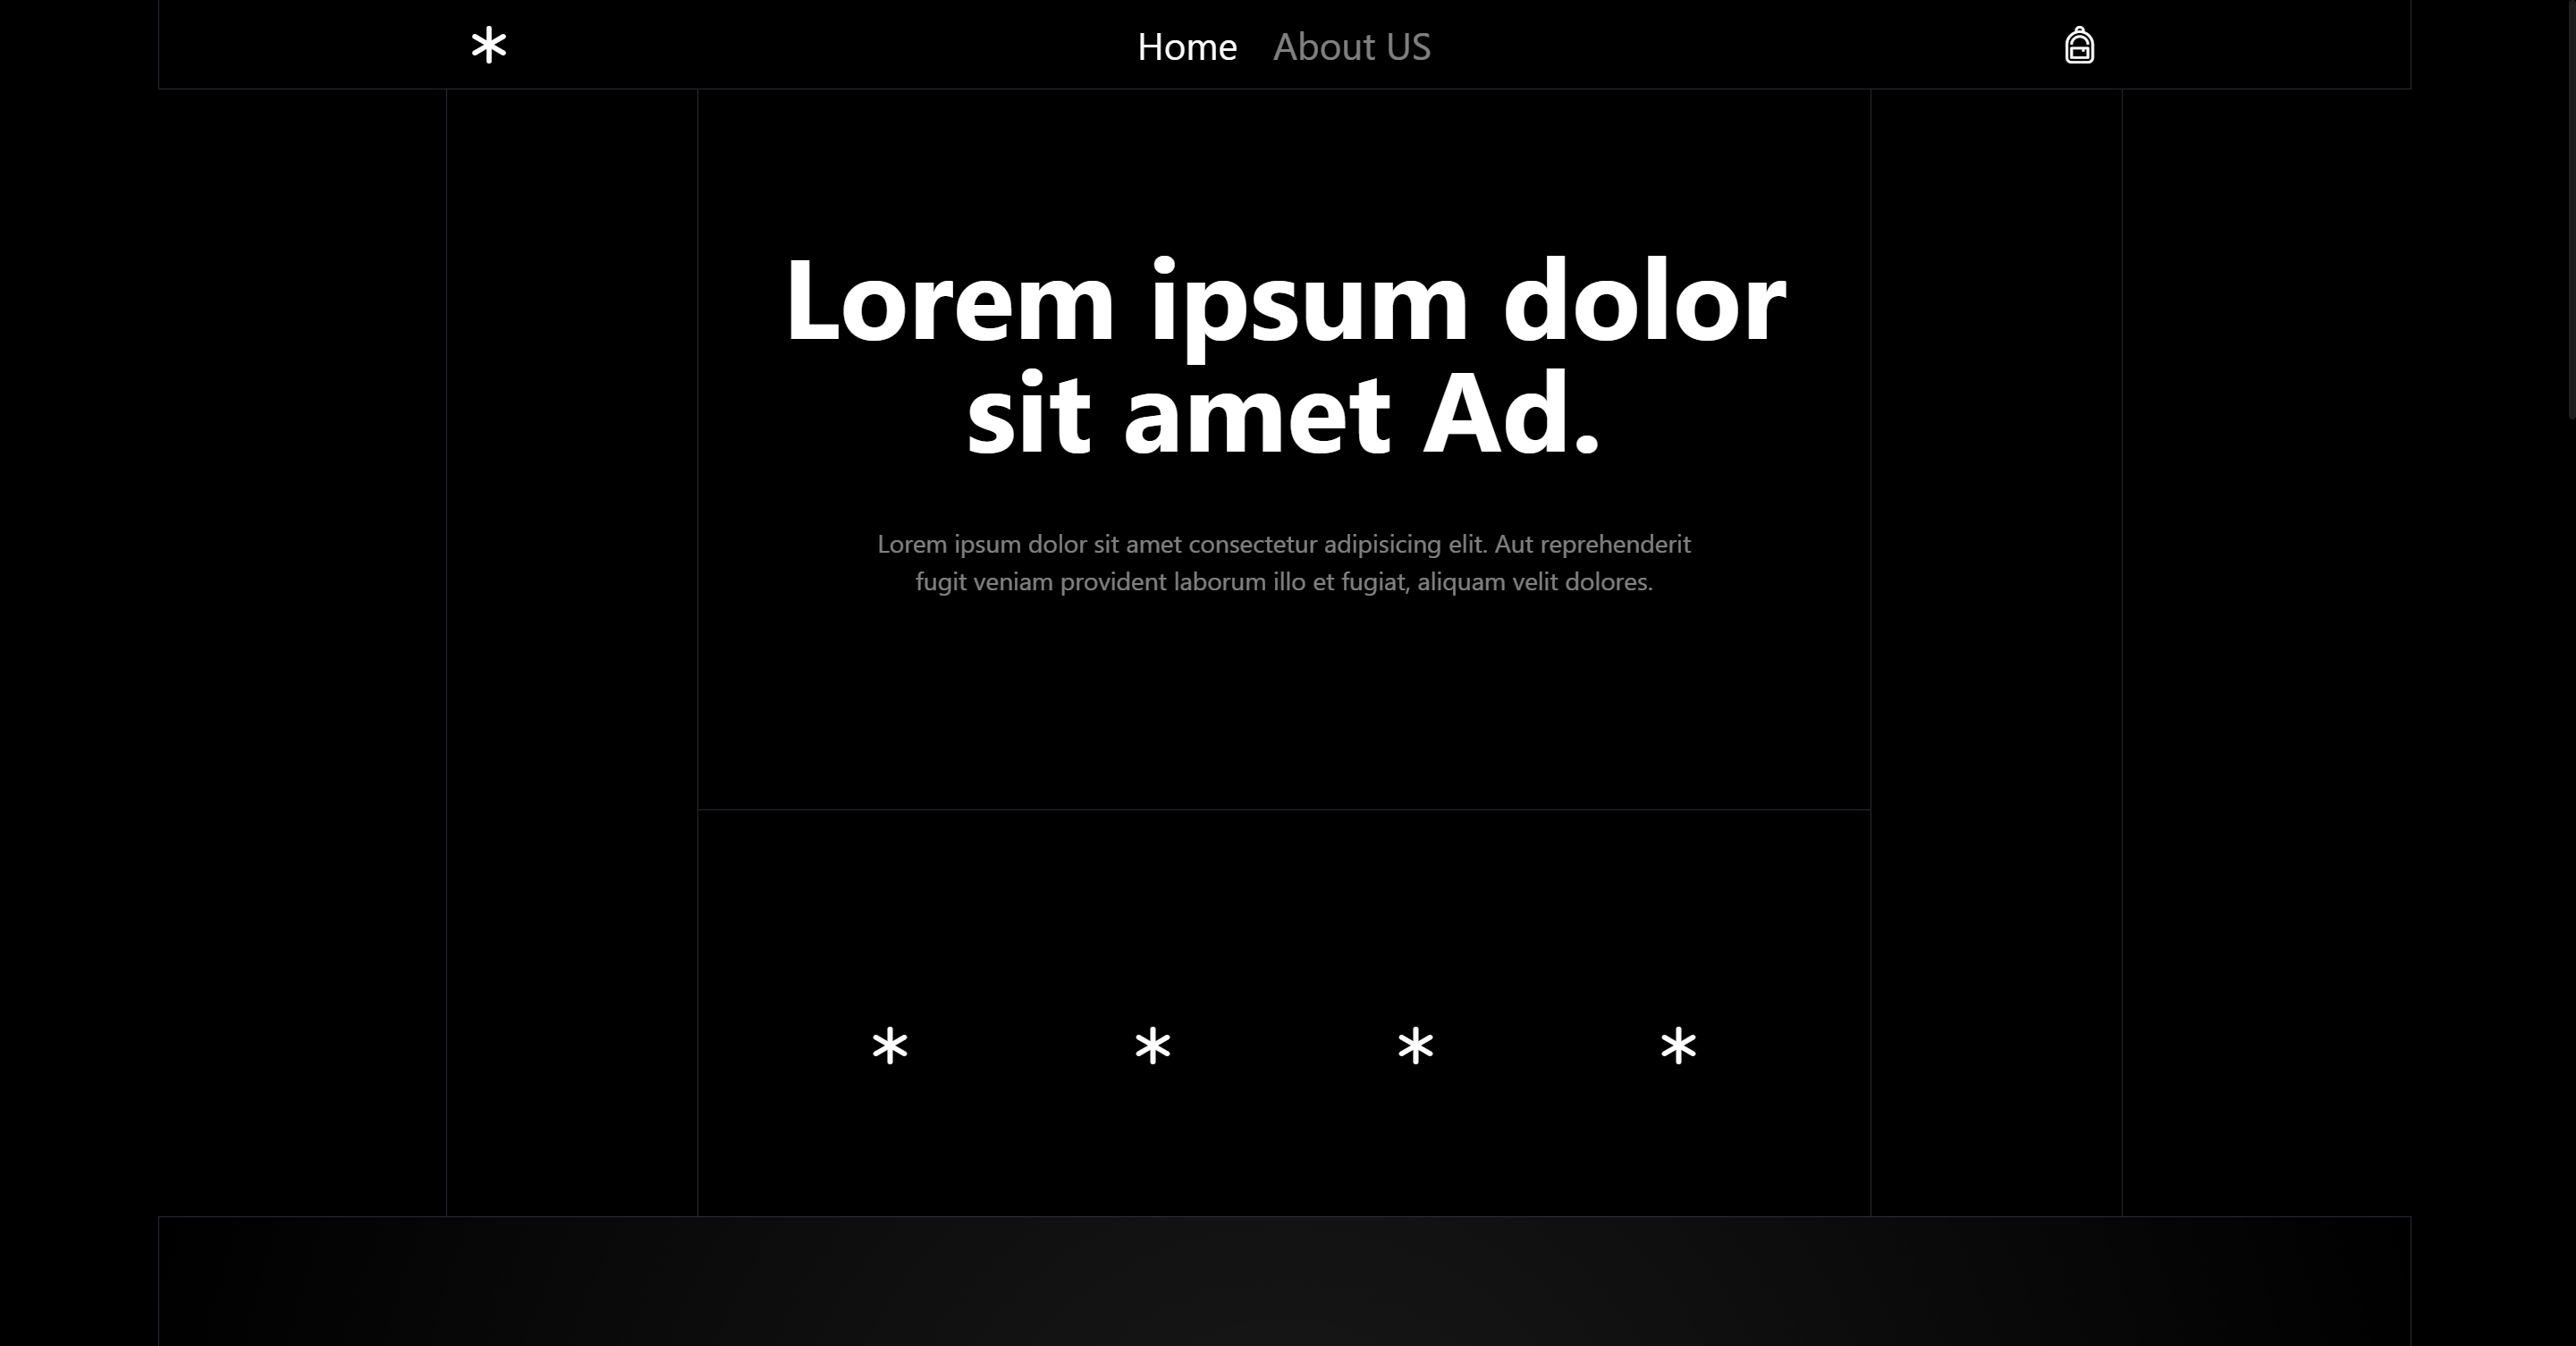 Home About US
Lorem ipsum dolor
sit amet Ad.
Lorem ipsum dolor sit amet consectetur adipisicing elit. Aut reprehenderit
fugit veniam provident laborum illo et fugiat, aliquam velit dolores.